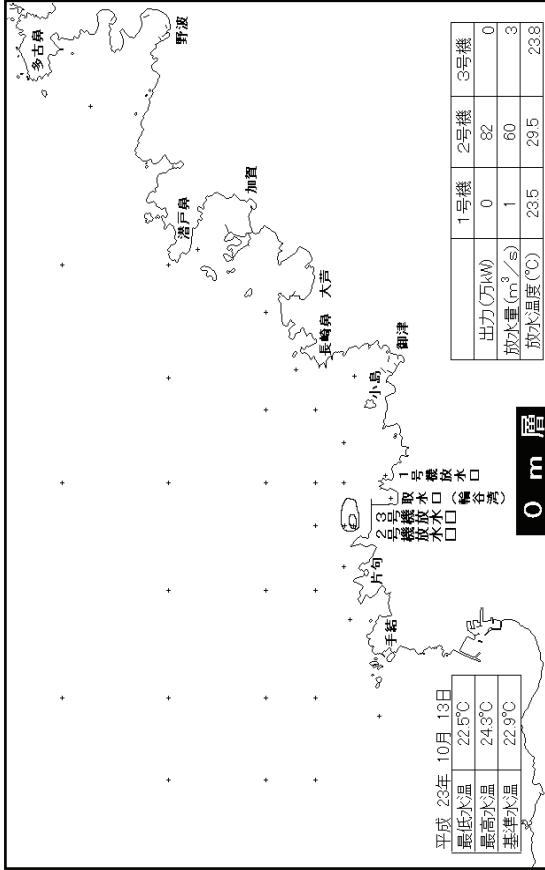 多古鼻
野波
潜戸鼻
加賀
大芦
長崎鼻
御津
小島
1号機放水口
取水口（輪谷湾）
3号機放水口
2号機放水口
片句
手結
1号機 2号機 3号機
出力(万kW) 0 82 0
放水量(m³/s) 1 60 3
放水温度(℃) 23.5 29.5 23.8
0 m 層
平成 23年 10月 13日
最低水温 22.5℃
最高水温 24.3℃
基準水温 22.9℃